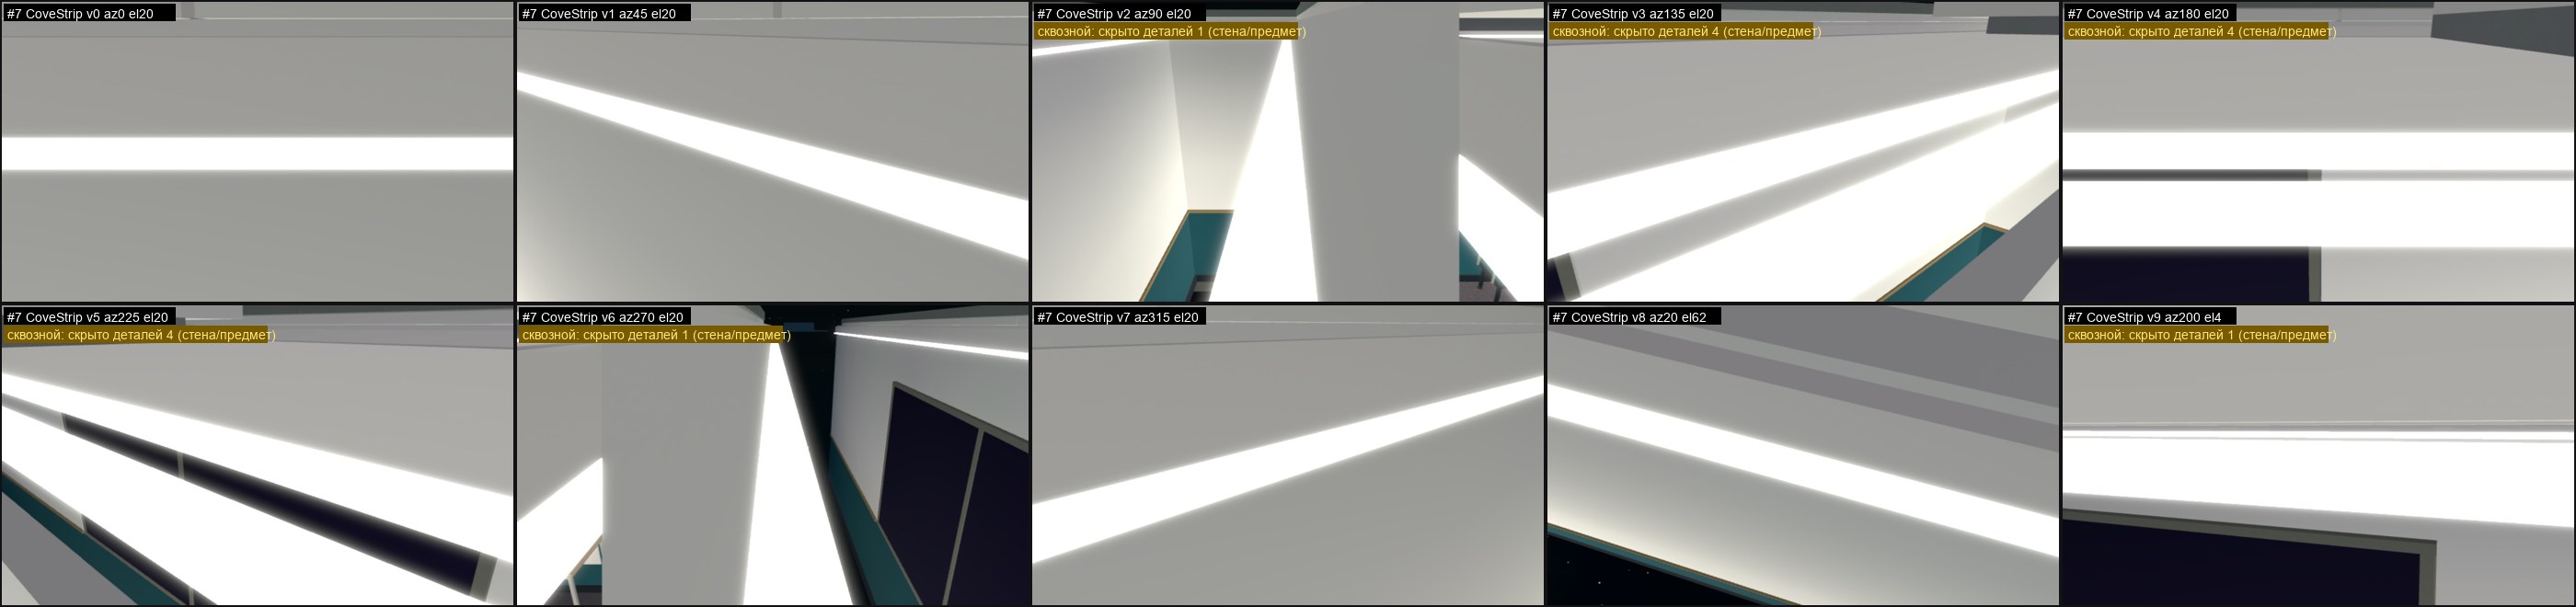 #7 CoveStrip v0 az0 el20
#7 CoveStrip v1 az45 el20
#7 CoveStrip v2 az90 el20
сквозной: скрыто деталей 1 (стена/предмет)
#7 CoveStrip v3 az135 el20
сквозной: скрыто деталей 4 (стена/предмет)
#7 CoveStrip v4 az180 el20
сквозной: скрыто деталей 4 (стена/предмет)
#7 CoveStrip v5 az225 el20
сквозной: скрыто деталей 4 (стена/предмет)
#7 CoveStrip v6 az270 el20
сквозной: скрыто деталей 1 (стена/предмет)
#7 CoveStrip v7 az315 el20
#7 CoveStrip v8 az20 el62
#7 CoveStrip v9 az200 el4
сквозной: скрыто деталей 1 (стена/предмет)